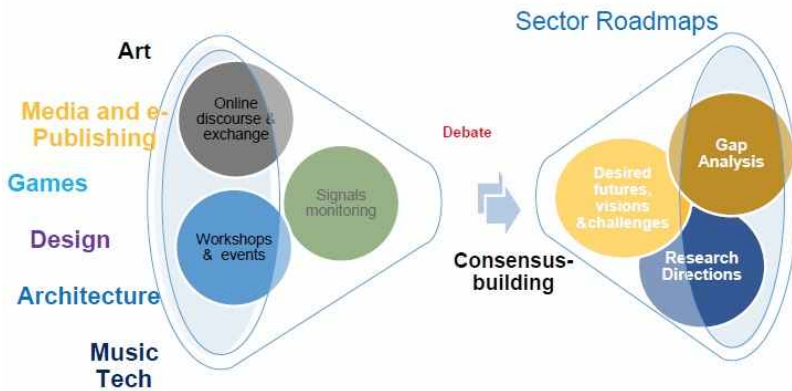 Sector Roadmaps
Art
Media and e-
Publishing
Games
Design
Architecture
Music
Tech
Online
discourse &
exchange
Signals
monitoring
Workshops
& events
Debate
Consensus-
building
Desired
futures,
visions
&challenges
Gap
Analysis
Research
Directions